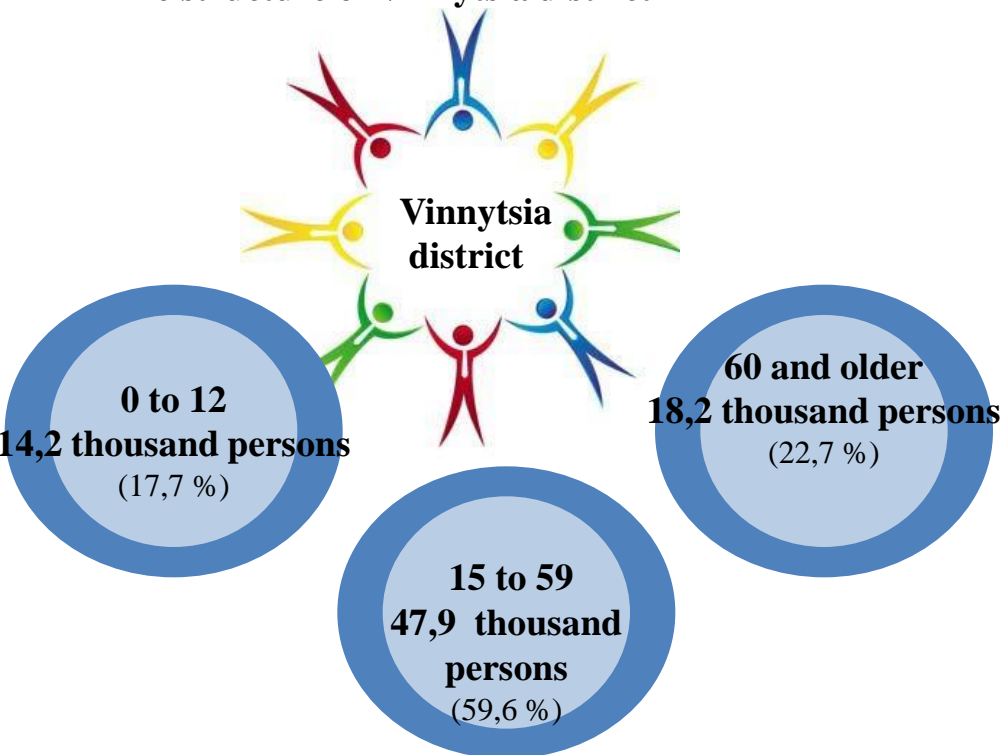 Vinnytsia
district
0 to 12
14,2 thousand persons
(17,7 %)
60 and older
18,2 thousand persons
(22,7 %)
15 to 59
47,9 thousand
persons
(59,6 %)